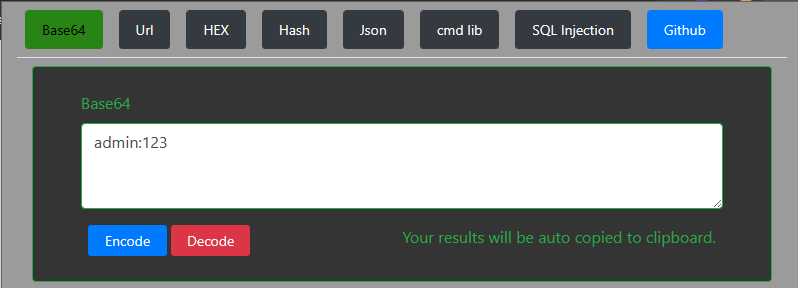 Base64 Url HEX Hash Json cmd lib SQL Injection Github
Base64
admin:123
Encode Decode Your results will be auto copied to clipboard.